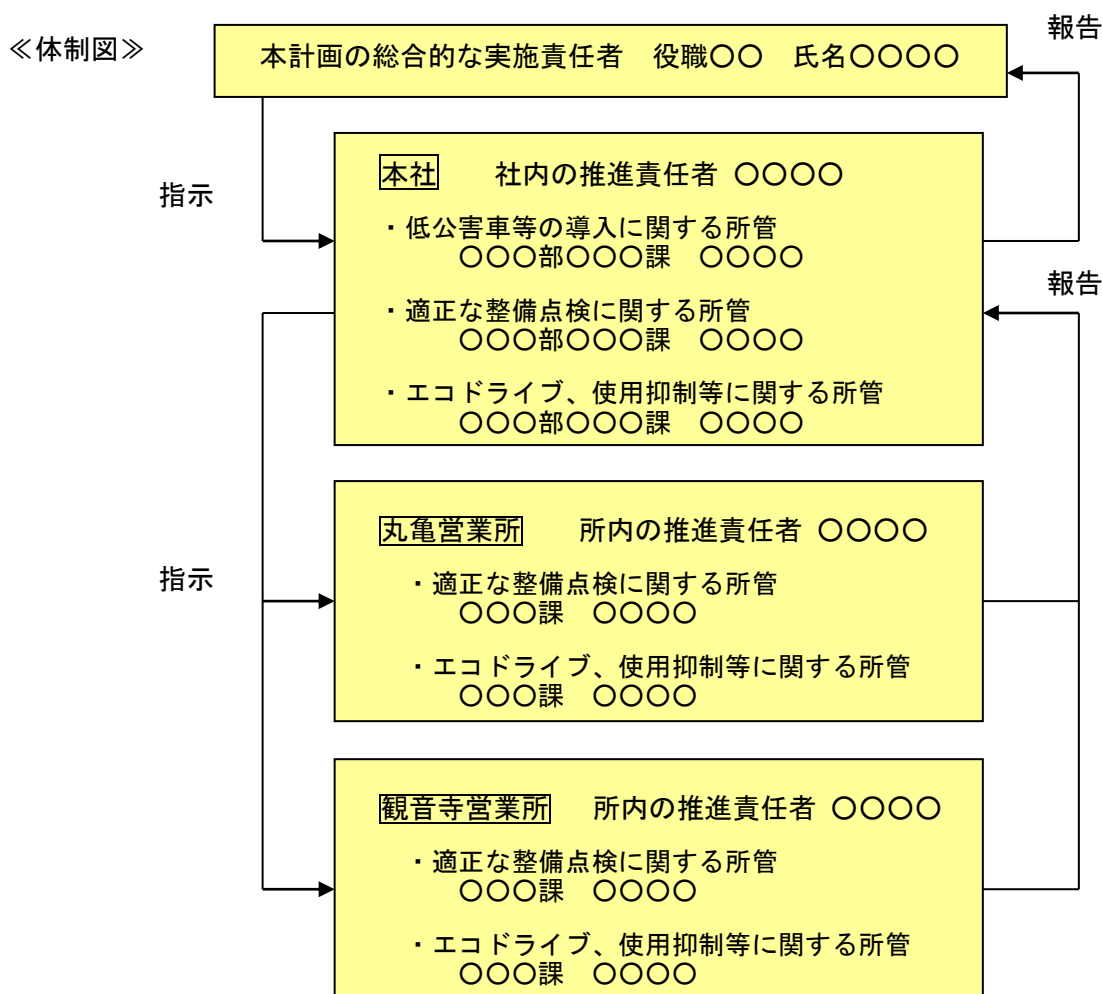 ≪体制図≫
本計画の総合的な実施責任者　役職〇〇　氏名〇〇〇〇
報告
指示
本社　社内の推進責任者 〇〇〇〇
・低公害車等の導入に関する所管
〇〇〇部〇〇〇課　〇〇〇〇
報告
・適正な整備点検に関する所管
〇〇〇部〇〇〇課　〇〇〇〇
・エコドライブ、使用抑制等に関する所管
〇〇〇部〇〇〇課　〇〇〇〇
丸亀営業所　所内の推進責任者 〇〇〇〇
指示
・適正な整備点検に関する所管
〇〇〇課　〇〇〇〇
・エコドライブ、使用抑制等に関する所管
〇〇〇課　〇〇〇〇
観音寺営業所　所内の推進責任者 〇〇〇〇
・適正な整備点検に関する所管
〇〇〇課　〇〇〇〇
・エコドライブ、使用抑制等に関する所管
〇〇〇課　〇〇〇〇